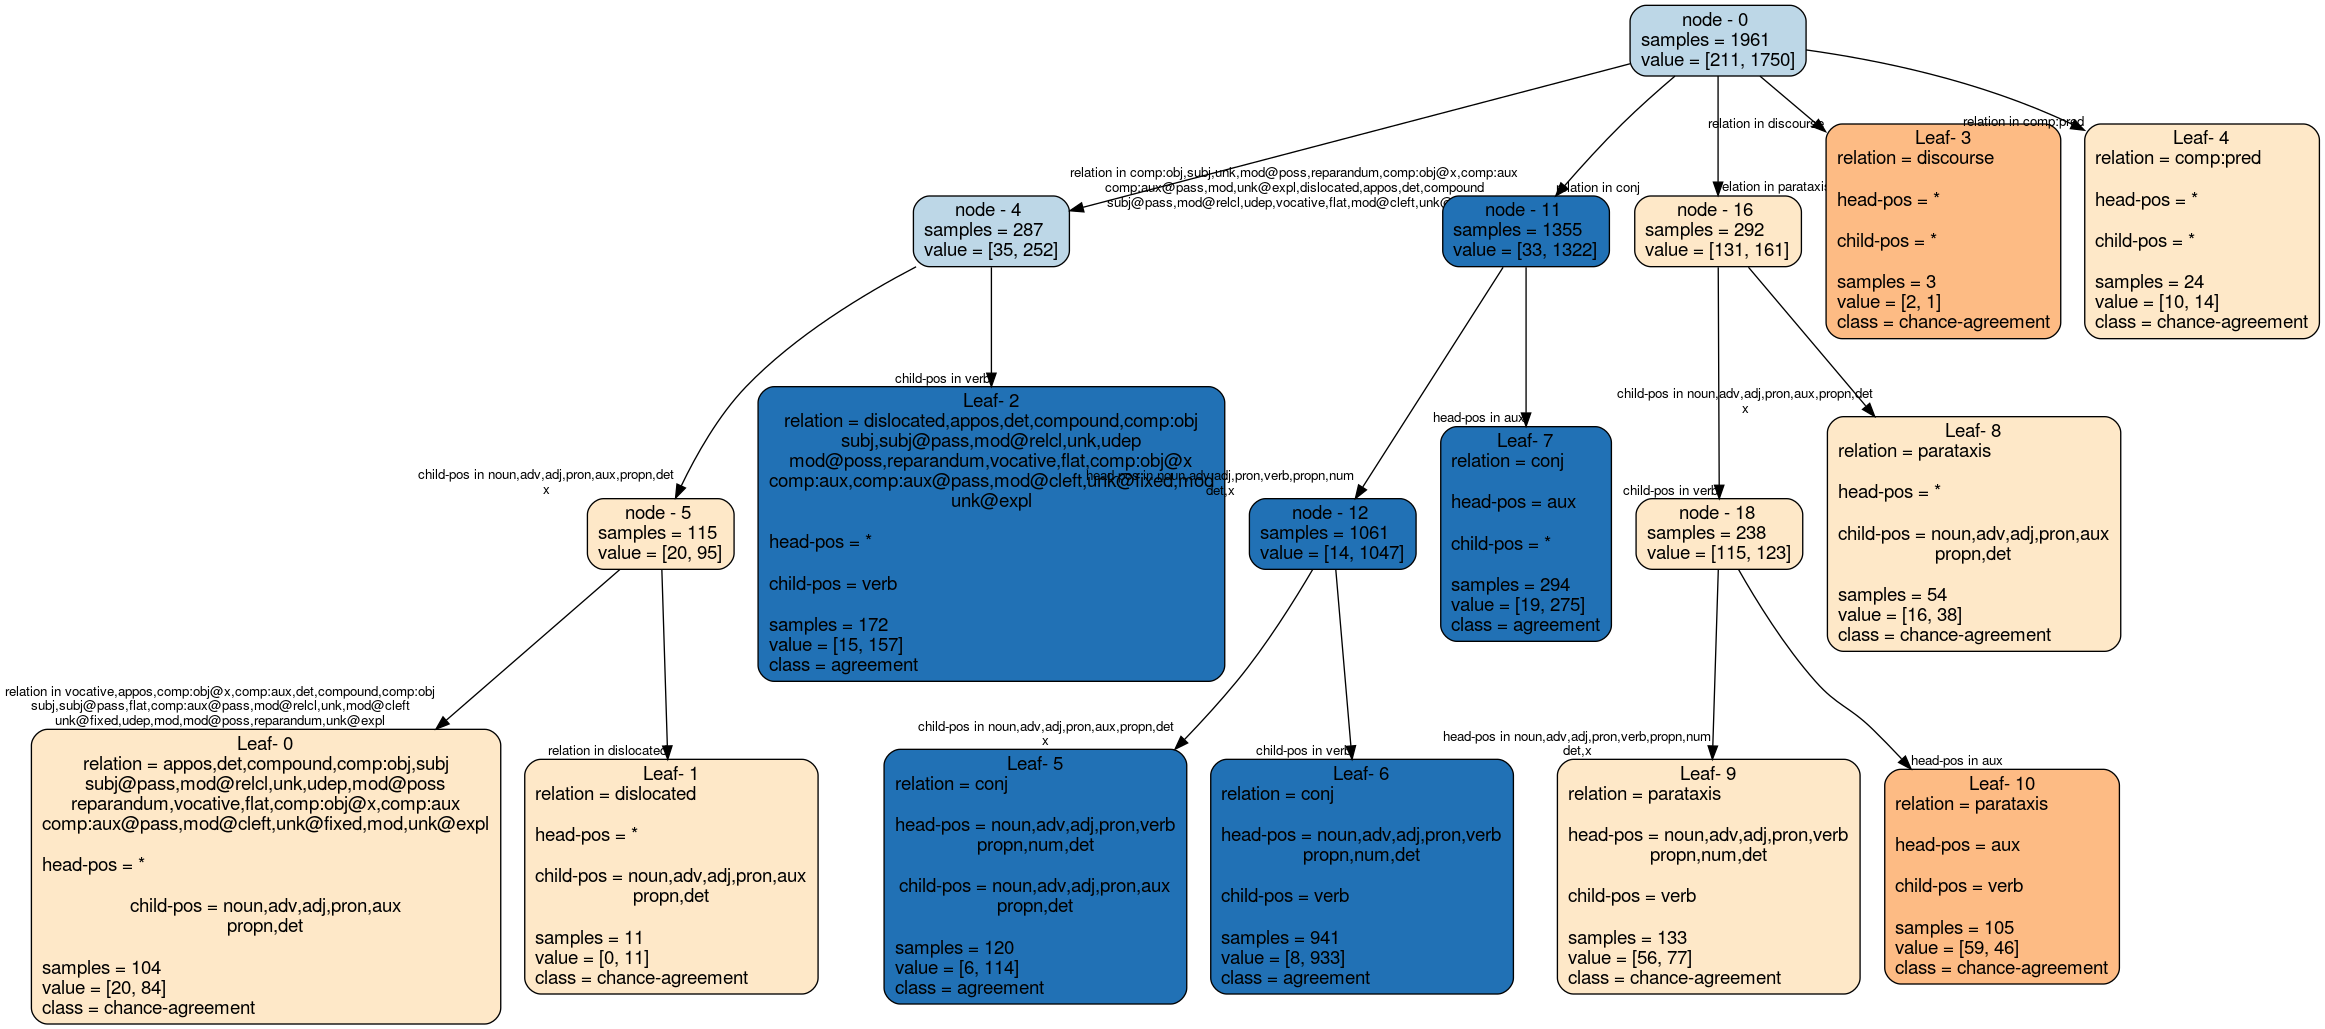 node - 0
samples = 1961
value = [211, 1750]
relation in discourse
relation in comp:pred
Leaf- 3
relation = discourse
head-pos = *
child-pos = *
samples = 3
value = [2, 1]
class = chance-agreement
Leaf- 4
relation = comp:pred
head-pos = *
child-pos = *
samples = 24
value = [10, 14]
class = chance-agreement
relation in comp:obj,subj,unk,mod@poss,reparandum,comp:obj@x,comp:aux
comp:aux@pass,mod,unk@expl,dislocated,appos,det,compound
subj@pass,mod@relcl,udep,vocative,flat,mod@cleft,unk@
relation in conj
relation in parataxis
node - 4
samples = 287
value = [35, 252]
node - 11
samples = 1355
value = [33, 1322]
node - 16
samples = 292
value = [131, 161]
child-pos in verb
Leaf- 2
relation = dislocated,appos,det,compound,comp:obj
subj,subj@pass,mod@relcl,unk,udep
mod@poss,reparandum,vocative,flat,comp:obj@x
comp:aux,comp:aux@pass,mod@cleft,unk@fixed,mod
unk@expl
head-pos = *
child-pos = verb
samples = 172
value = [15, 157]
class = agreement
head-pos in aux
Leaf- 7
relation = conj
head-pos = aux
child-pos = *
samples = 294
value = [19, 275]
class = agreement
child-pos in noun,adv,adj,pron,aux,propn,det
x
Leaf- 8
relation = parataxis
head-pos = *
child-pos = noun,adv,adj,pron,aux
propn,det
samples = 54
value = [16, 38]
class = chance-agreement
child-pos in noun,adv,adj,pron,aux,propn,det
x
node - 5
samples = 115
value = [20, 95]
head-pos in noun,adv,adj,pron,verb,propn,num
det,x
node - 12
samples = 1061
value = [14, 1047]
child-pos in verb
node - 18
samples = 238
value = [115, 123]
relation in vocative,appos,comp:obj@x,comp:aux,det,compound,comp:obj
subj,subj@pass,flat,comp:aux@pass,mod@relcl,unk,mod@cleft
unk@fixed,udep,mod,mod@poss,reparandum,unk@expl
Leaf- 0
relation = appos,det,compound,comp:obj,subj
subj@pass,mod@relcl,unk,udep,mod@poss
reparandum,vocative,flat,comp:obj@x,comp:aux
comp:aux@pass,mod@cleft,unk@fixed,mod,unk@expl
head-pos = *
child-pos = noun,adv,adj,pron,aux
propn,det
samples = 104
value = [20, 84]
class = chance-agreement
relation in dislocated
Leaf- 1
relation = dislocated
head-pos = *
child-pos = noun,adv,adj,pron,aux
propn,det
samples = 11
value = [0, 11]
class = chance-agreement
child-pos in noun,adv,adj,pron,aux,propn,det
x
Leaf- 5
relation = conj
head-pos = noun,adv,adj,pron,verb
propn,num,det
child-pos = noun,adv,adj,pron,aux
propn,det
samples = 120
value = [6, 114]
class = agreement
child-pos in verb
Leaf- 6
relation = conj
head-pos = noun,adv,adj,pron,verb
propn,num,det
child-pos = verb
samples = 941
value = [8, 933]
class = agreement
head-pos in noun,adv,adj,pron,verb,propn,num
det,x
Leaf- 9
relation = parataxis
head-pos = noun,adv,adj,pron,verb
propn,num,det
child-pos = verb
samples = 133
value = [56, 77]
class = chance-agreement
head-pos in aux
Leaf- 10
relation = parataxis
head-pos = aux
child-pos = verb
samples = 105
value = [59, 46]
class = chance-agreement